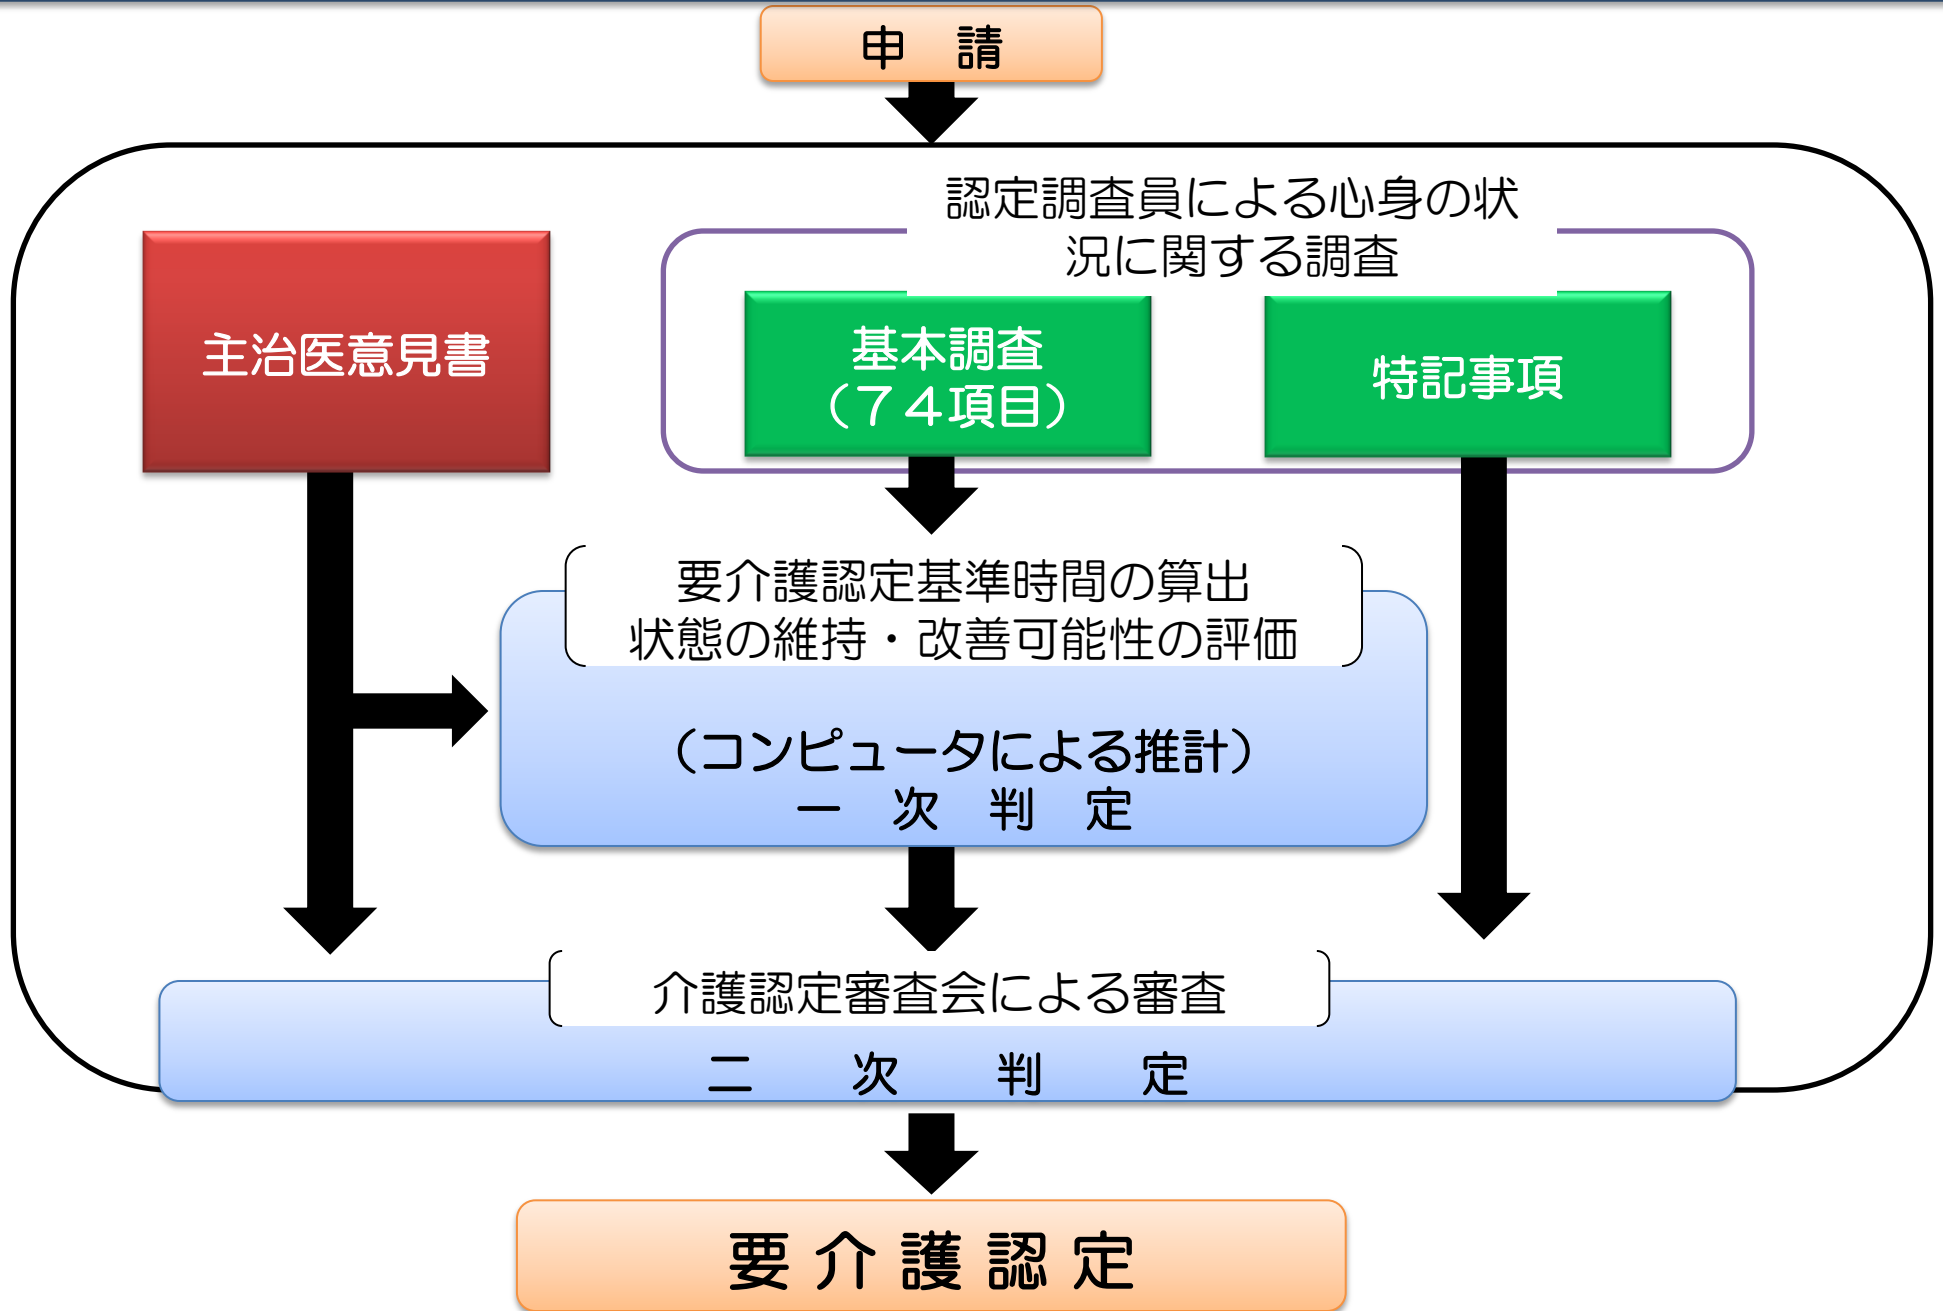 申　請
認定調査員による心身の状
況に関する調査
主治医意見書
基本調査
（７４項目）
特記事項
要介護認定基準時間の算出
状態の維持・改善可能性の評価
（コンピュータによる推計）
一　次　判　定
介護認定審査会による審査
二　　次　　判　　定
要 介 護 認 定